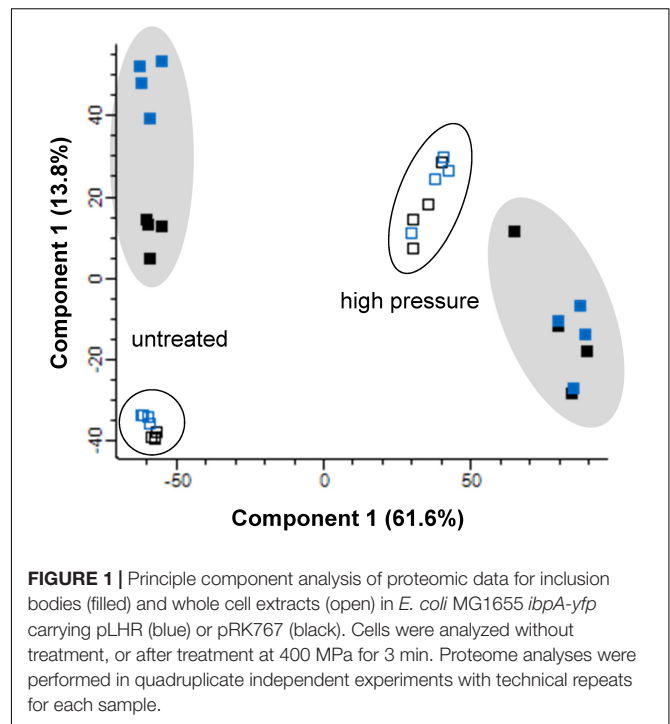 40
20
0
-20
-40
Component 1 (13.8%)
untreated
high pressure
-50
0
50
Component 1 (61.6%)
FIGURE 1 | Principle component analysis of proteomic data for inclusion
bodies (filled) and whole cell extracts (open) in E. coli MG1655 ibpA-yfp
carrying pLHR (blue) or pRK767 (black). Cells were analyzed without
treatment, or after treatment at 400 MPa for 3 min. Proteome analyses were
performed in quadruplicate independent experiments with technical repeats
for each sample.